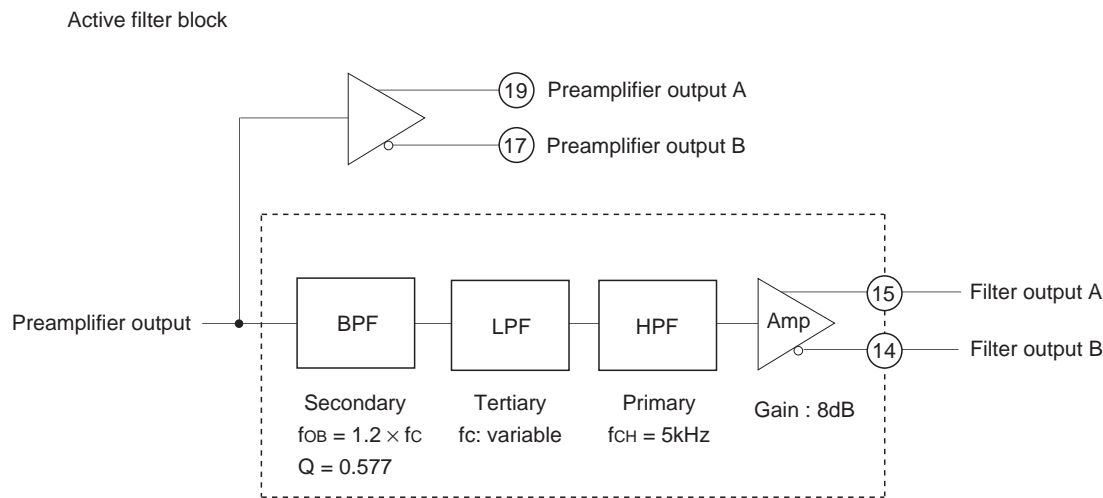 Active filter block
19 Preamplifier output A
17 Preamplifier output B
Preamplifier output
BPF
LPF
HPF
Amp
15 Filter output A
14 Filter output B
Secondary
fOB = 1.2 × fC
Q = 0.577
Tertiary
fC: variable
Primary
fCH = 5kHz
Gain : 8dB